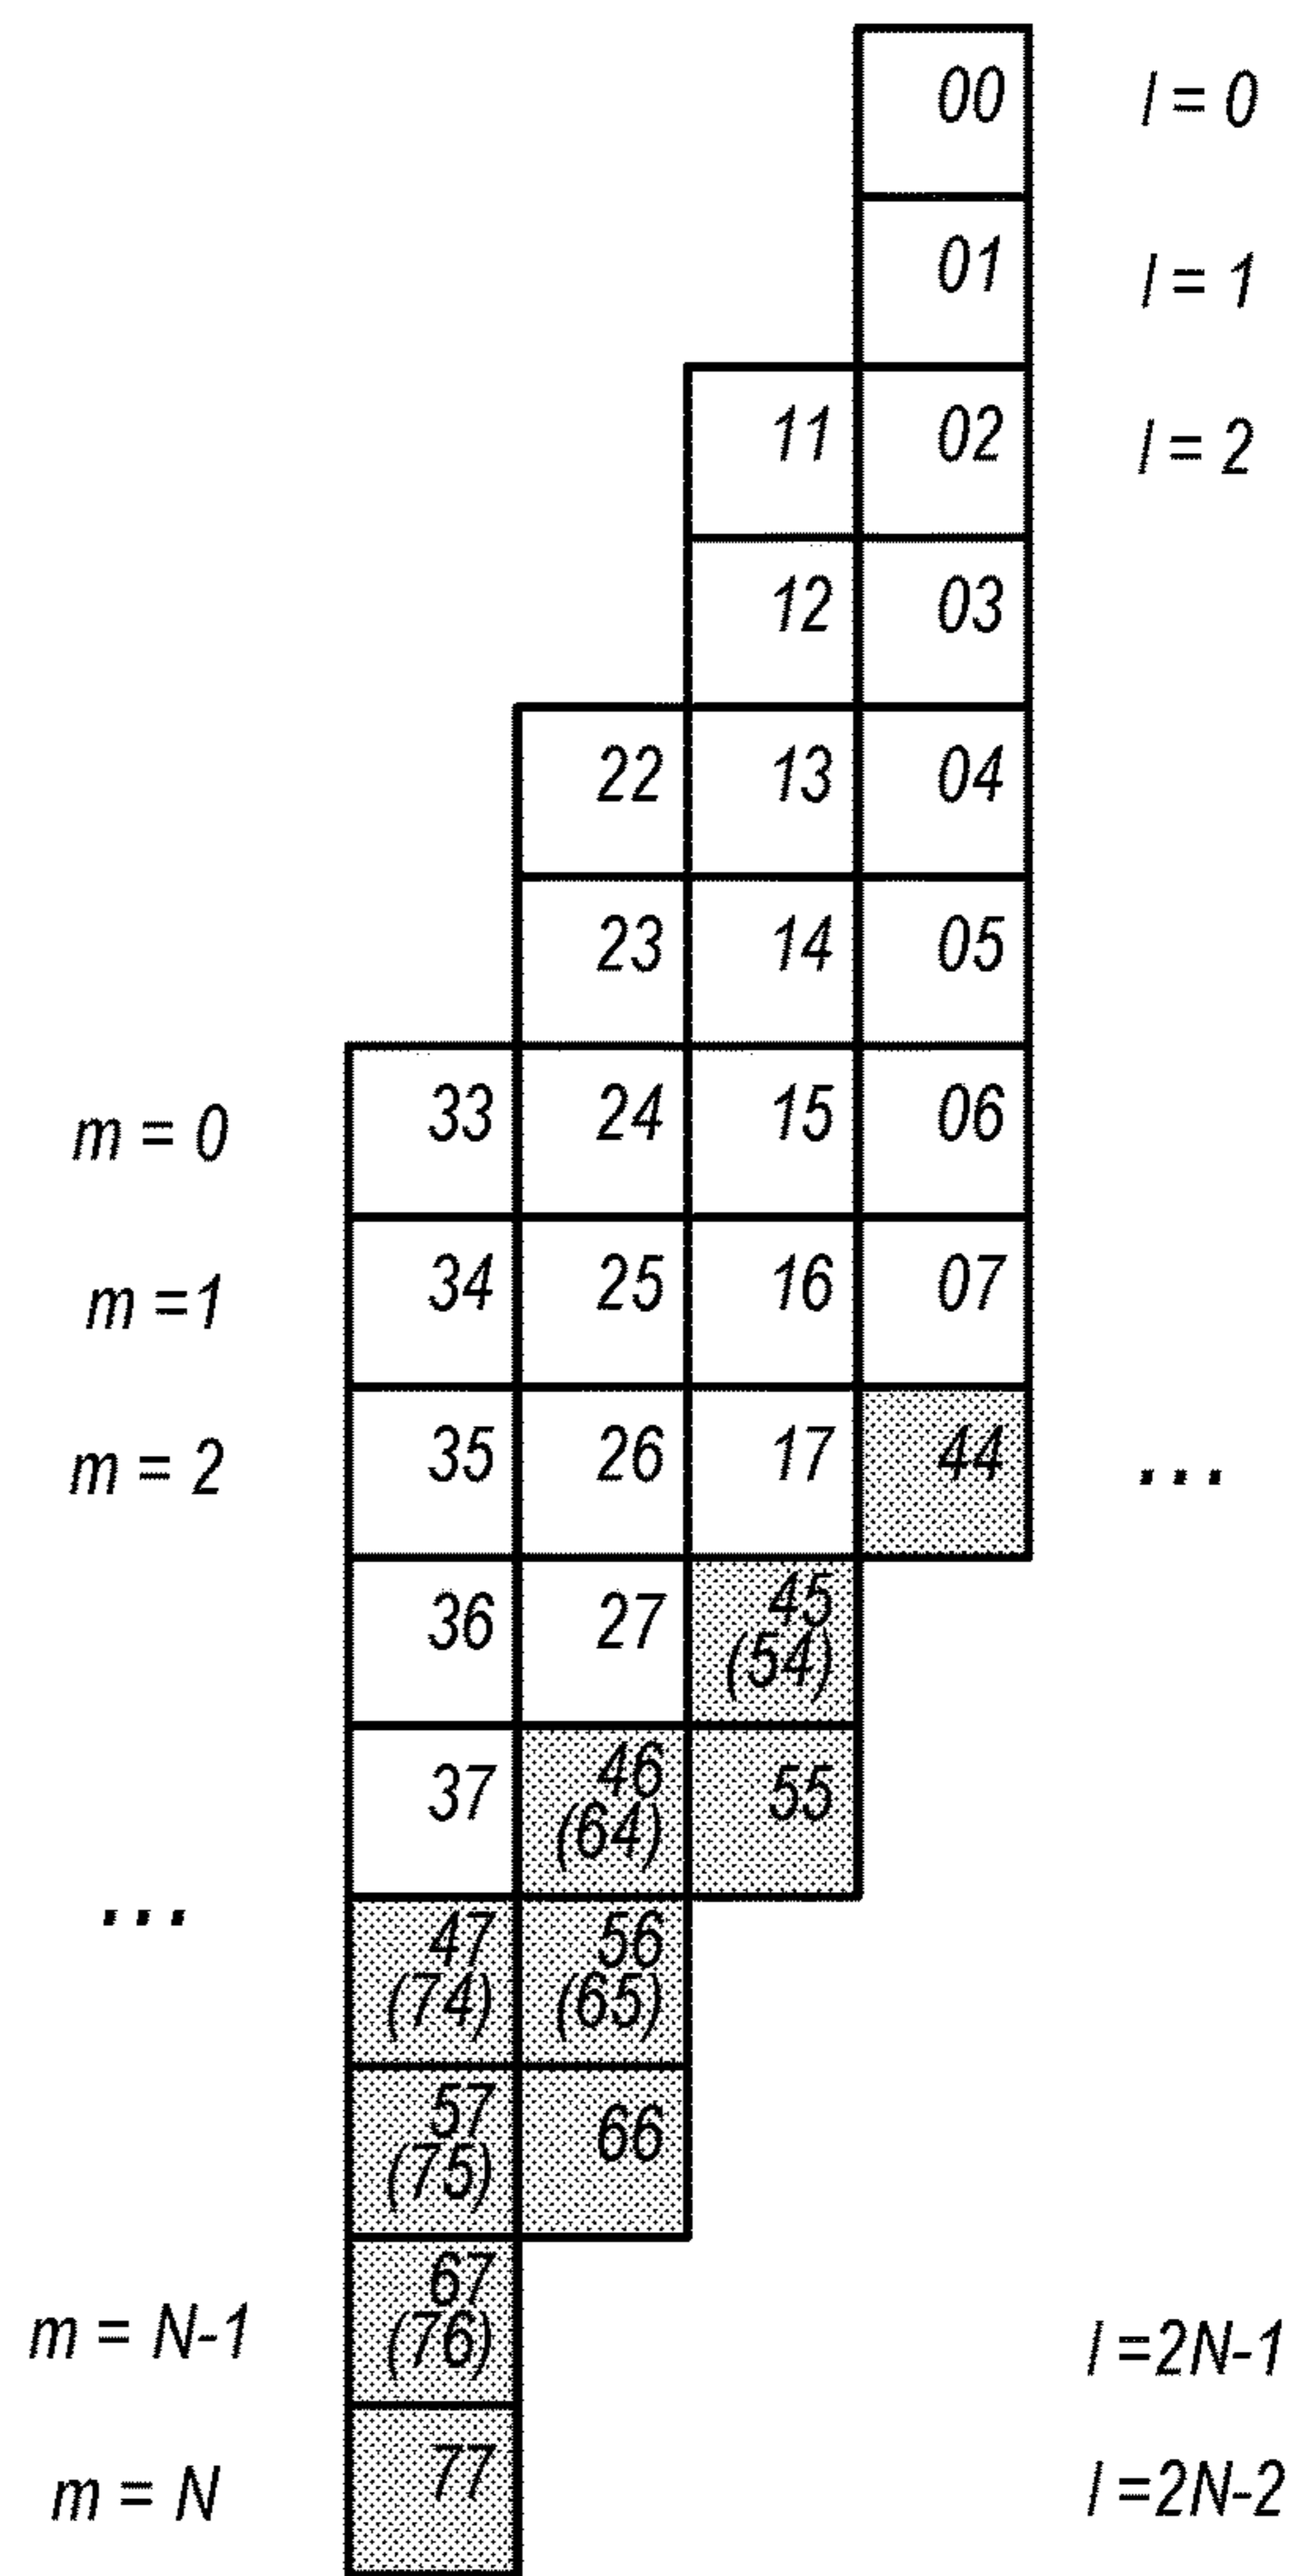 00 l = 0
01 l = 1
11 02 l = 2
12 03
22 13 04
23 14 05
m = 0 33 24 15 06
m =1 34 25 16 07
m = 2 35 26 17 44 ...
36 27 45
(54)
37 46 55
(64)
...
47 56
(74) (65)
57 66
(75)
67
m = N-1 (76) l =2N-1
m = N 77 l =2N-2